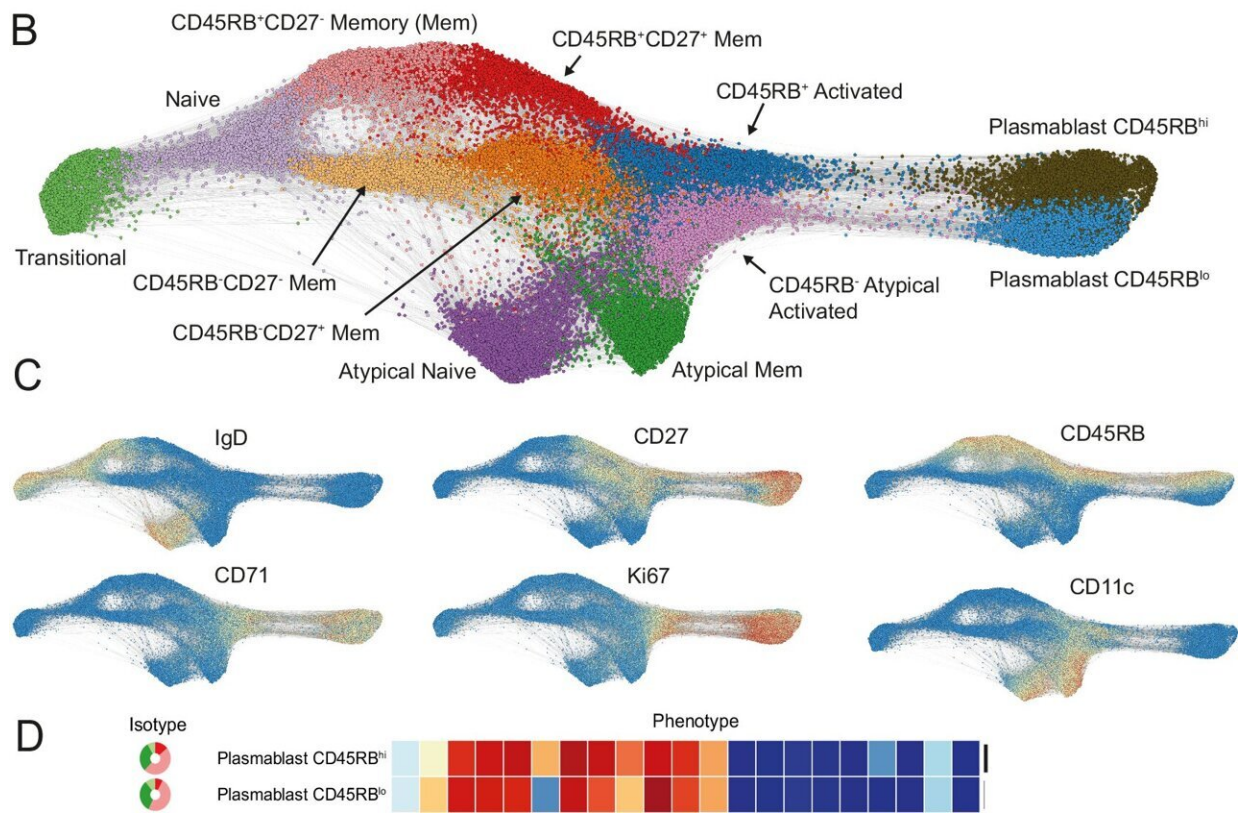 B
CD45RB⁺CD27⁻ Memory (Mem)
CD45RB⁺CD27⁺ Mem
CD45RB⁺ Activated
Naive
Plasmablast CD45RBʰⁱ
Transitional
CD45RB⁻CD27⁻ Mem
CD45RB⁻ Atypical
Activated
Plasmablast CD45RBˡᵒ
CD45RB⁻CD27⁺ Mem
Atypical Naive
Atypical Mem
C
IgD
CD27
CD45RB
CD71
Ki67
CD11c
D
Isotype
Phenotype
Plasmablast CD45RBʰⁱ
Plasmablast CD45RBˡᵒ